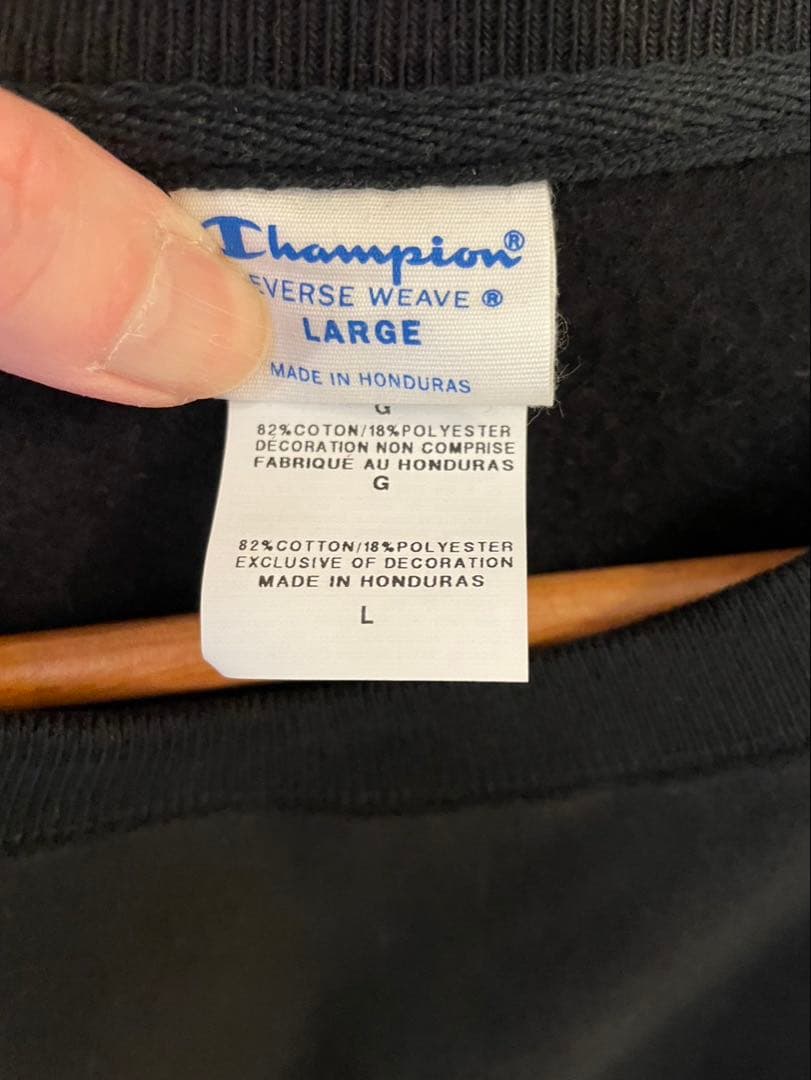 Champion®
EVERSE WEAVE ®
LARGE
MADE IN HONDURAS
G
82%COTON/18%POLYESTER
DÉCORATION NON COMPRISE
FABRIQUÉ AU HONDURAS
G
82%COTTON/18%POLYESTER
EXCLUSIVE OF DECORATION
MADE IN HONDURAS
L